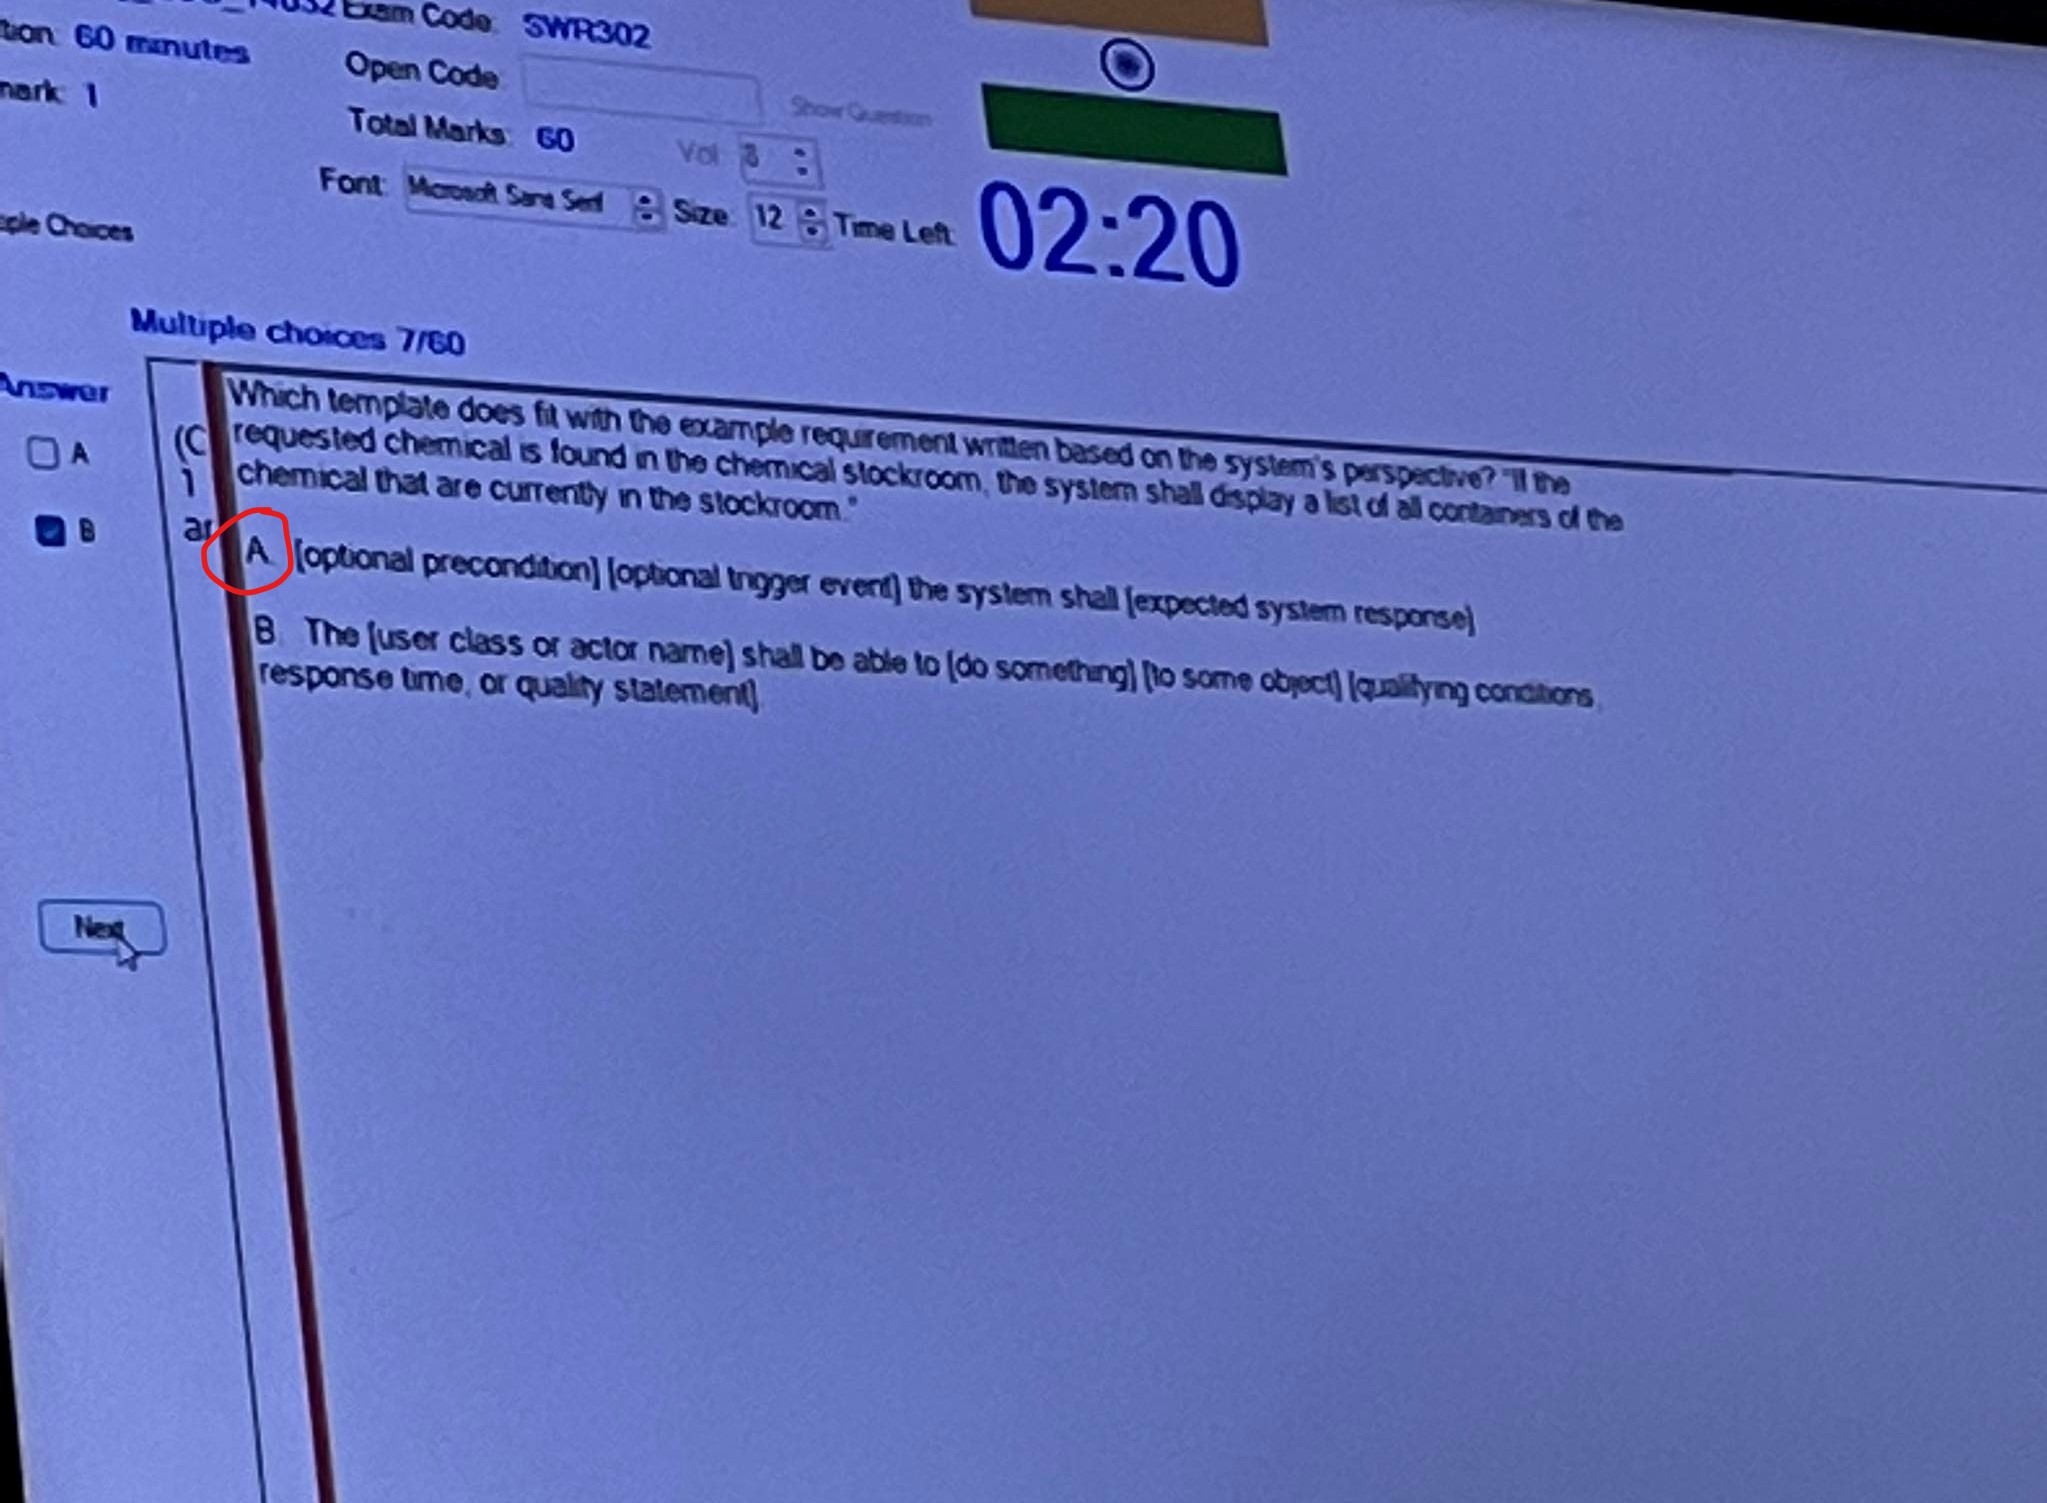 Exam Code: SWR302
60 minutes
Open Code
Show Question
mark: 1
Total Marks: 60
Vol 8
Font: Microsoft Sans Serif Size: 12 Time Left: 02:20
Choices
Multiple choices 7/60
Answer
A
B
Next
(C
1
ar
Which template does fit with the example requirement written based on the system's perspective? "If the
requested chemical is found in the chemical stockroom, the system shall display a list of all containers of the
chemical that are currently in the stockroom."
A. [optional precondition] [optional trigger event] the system shall [expected system response]
B. The [user class or actor name] shall be able to [do something] [to some object] [qualifying conditions,
response time, or quality statement].